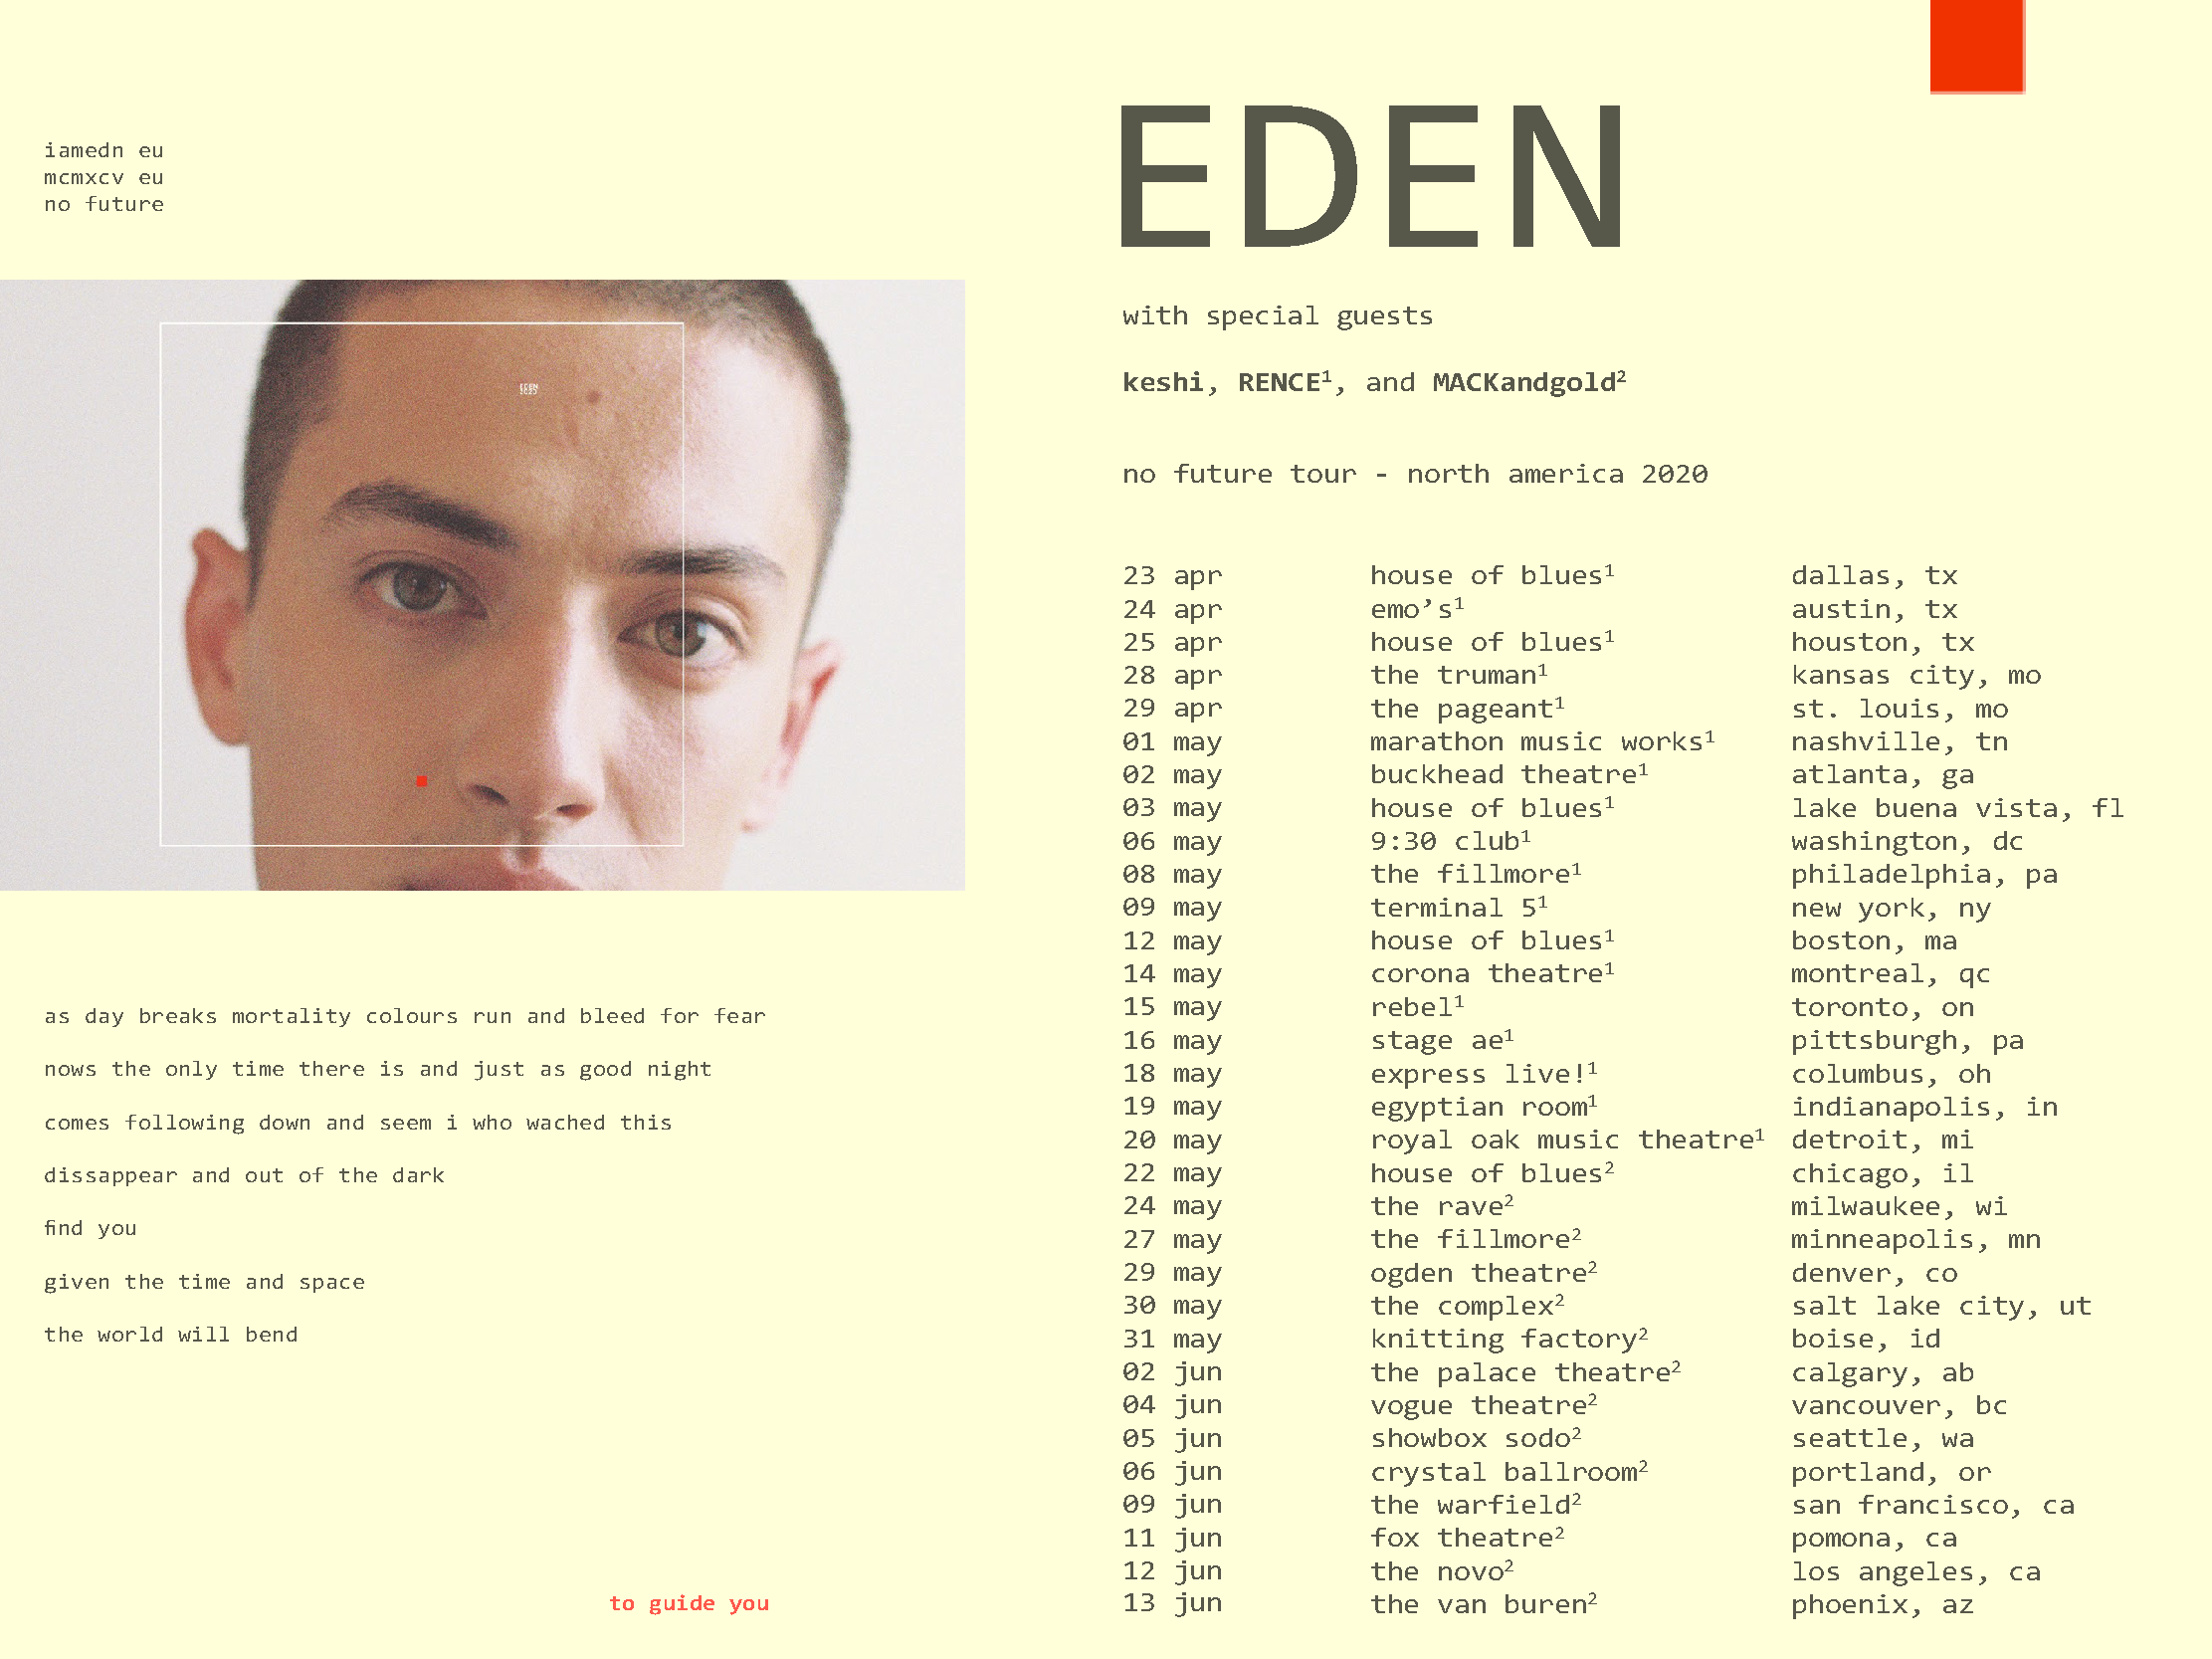 iamedn eu
mcmxcv eu
no future
as day breaks mortality colours run and bleed for fear
nows the only time there is and just as good night
comes following down and seem i who wached this
dissappear and out of the dark
find you
given the time and space
the world will bend
to guide you
EDEN
with special guests
keshi, RENCE¹, and MACKandgold²
no future tour - north america 2020
23 apr house of blues¹ dallas, tx
24 apr emo’s¹ austin, tx
25 apr house of blues¹ houston, tx
28 apr the truman¹ kansas city, mo
29 apr the pageant¹ st. louis, mo
01 may marathon music works¹ nashville, tn
02 may buckhead theatre¹ atlanta, ga
03 may house of blues¹ lake buena vista, fl
06 may 9:30 club¹ washington, dc
08 may the fillmore¹ philadelphia, pa
09 may terminal 5¹ new york, ny
12 may house of blues¹ boston, ma
14 may corona theatre¹ montreal, qc
15 may rebel¹ toronto, on
16 may stage ae¹ pittsburgh, pa
18 may express live!¹ columbus, oh
19 may egyptian room¹ indianapolis, in
20 may royal oak music theatre¹ detroit, mi
22 may house of blues² chicago, il
24 may the rave² milwaukee, wi
27 may the fillmore² minneapolis, mn
29 may ogden theatre² denver, co
30 may the complex² salt lake city, ut
31 may knitting factory² boise, id
02 jun the palace theatre² calgary, ab
04 jun vogue theatre² vancouver, bc
05 jun showbox sodo² seattle, wa
06 jun crystal ballroom² portland, or
09 jun the warfield² san francisco, ca
11 jun fox theatre² pomona, ca
12 jun the novo² los angeles, ca
13 jun the van buren² phoenix, az